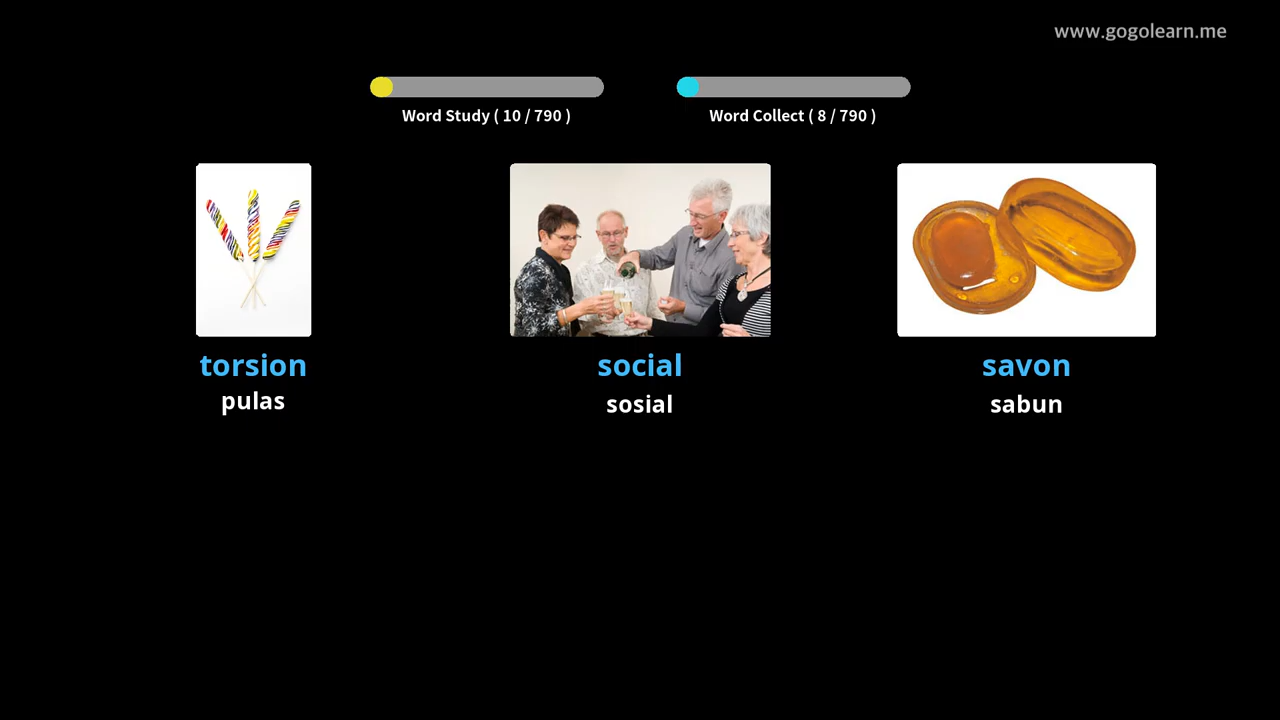 www.gogolearn.me
Word Study ( 10 / 790 )
Word Collect ( 8 / 790 )
torsion
pulas
social
sosial
savon
sabun